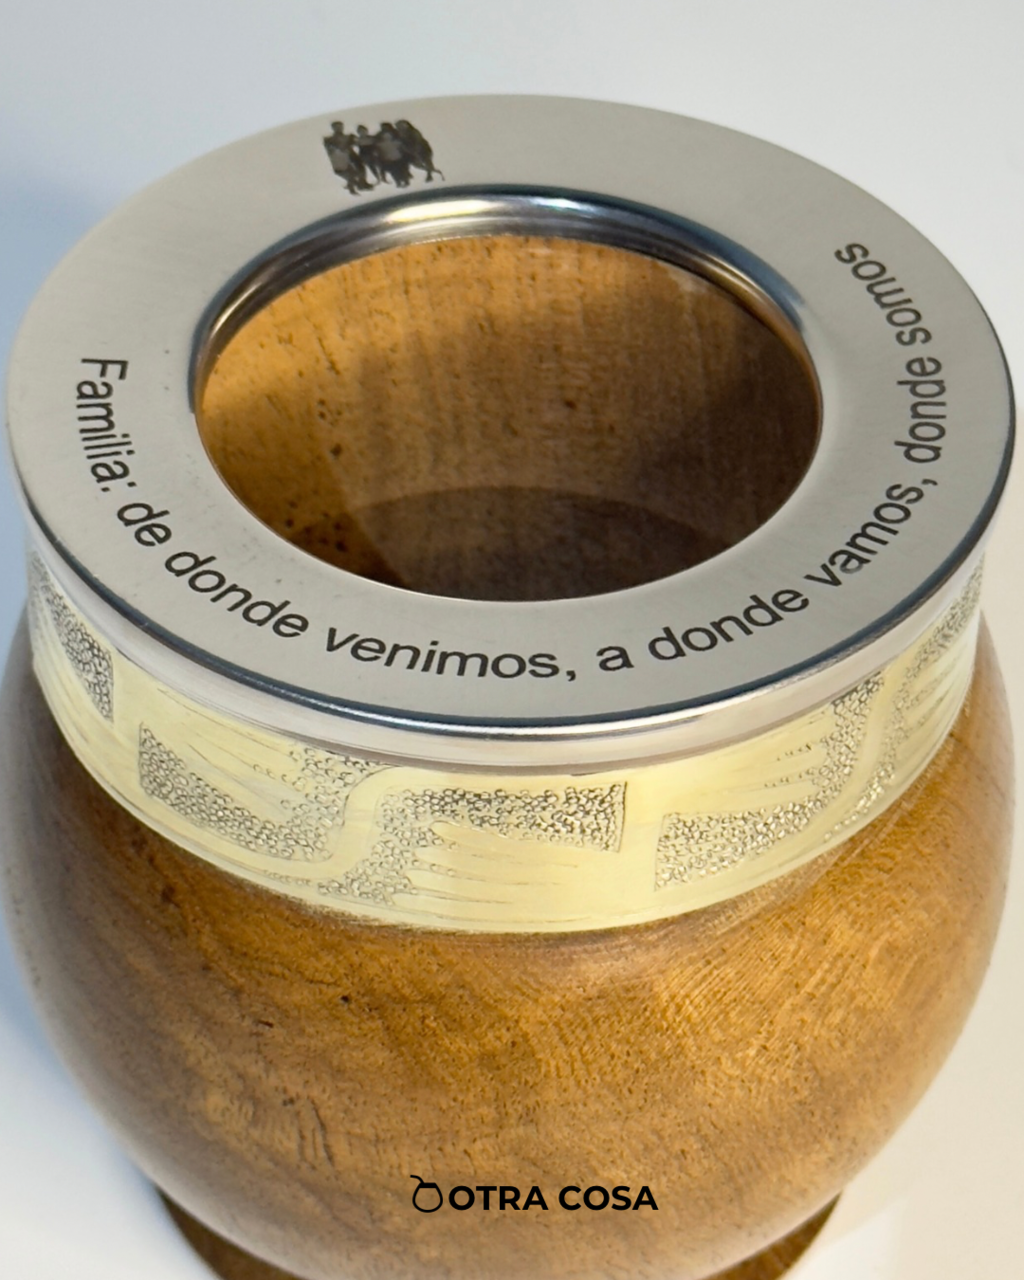 Familia: de donde venimos, a donde vamos, donde somos
OTRA COSA